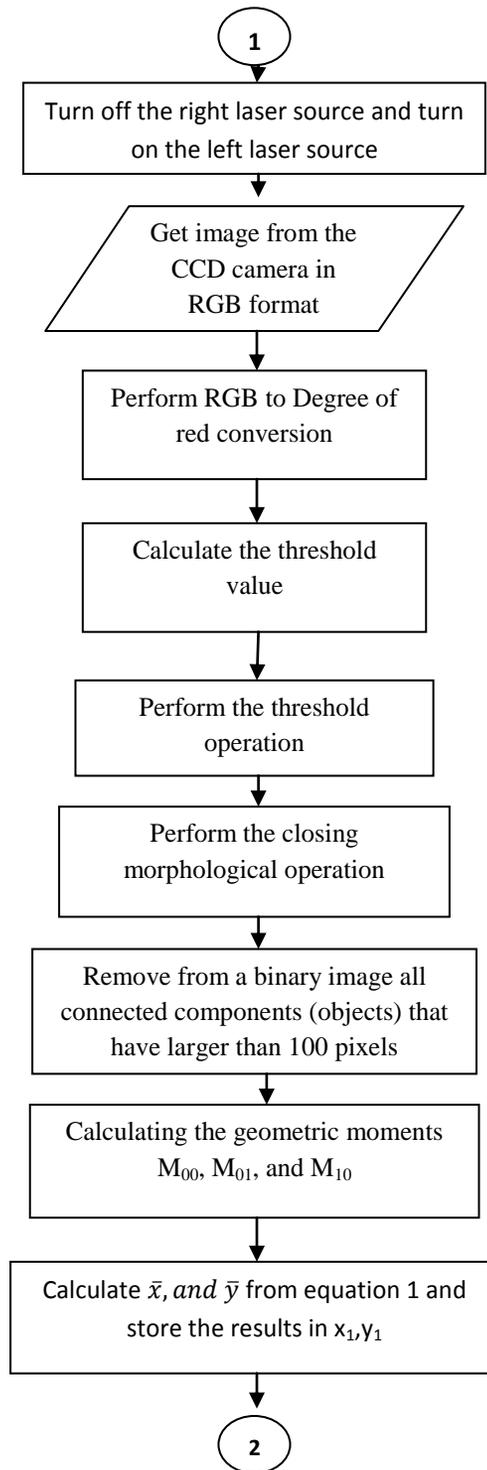 1
Turn off the right laser source and turn
on the left laser source
Get image from the
CCD camera in
RGB format
Perform RGB to Degree of
red conversion
Calculate the threshold
value
Perform the threshold
operation
Perform the closing
morphological operation
Remove from a binary image all
connected components (objects) that
have larger than 100 pixels
Calculating the geometric moments
M₀₀, M₀₁, and M₁₀
Calculate x̄, and ȳ from equation 1 and
store the results in x₁,y₁
2